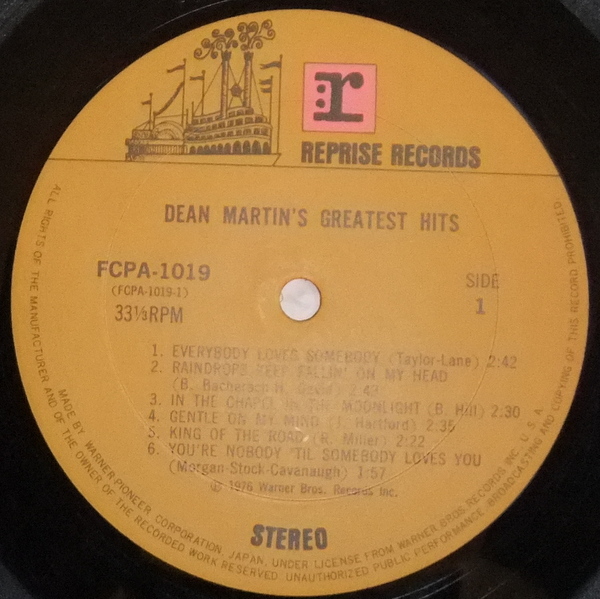 :r
REPRISE RECORDS
DEAN MARTIN'S GREATEST HITS
FCPA-1019
(FCPA-1019-1)
33⅓RPM
SIDE
1
1. EVERYBODY LOVES SOMEBODY (Taylor-Lane) 2:42
2. RAINDROPS KEEP FALLIN' ON MY HEAD
(B. Bacharach-H. David) 2:43
3. IN THE CHAPEL IN THE MOONLIGHT (B. Hill) 2:30
4. GENTLE ON MY MIND (J. Hartford) 2:35
5. KING OF THE ROAD (R. Miller) 2:22
6. YOU'RE NOBODY 'TIL SOMEBODY LOVES YOU
(Morgan-Stock-Cavanaugh) 1:57
Ⓟ 1976 Warner Bros. Records Inc.
STEREO
MADE BY WARNER-PIONEER CORPORATION, JAPAN, UNDER LICENSE FROM WARNER BROS. RECORDS INC. U.S.A.
ALL RIGHTS OF THE MANUFACTURER AND OF THE OWNER OF THE RECORDED WORK RESERVED. UNAUTHORIZED PUBLIC PERFORMANCE, BROADCASTING AND COPYING OF THIS RECORD PROHIBITED.